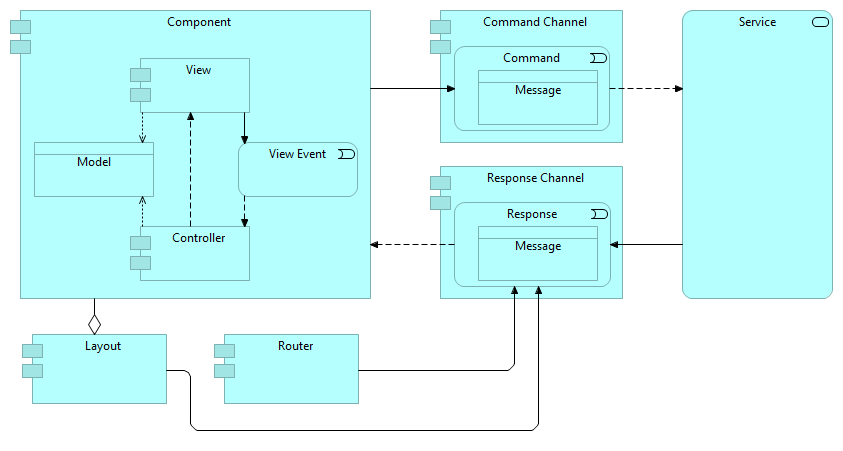 Component
View
Model
View Event
Controller
Command Channel
Command
Message
Service
Response Channel
Response
Message
Layout
Router